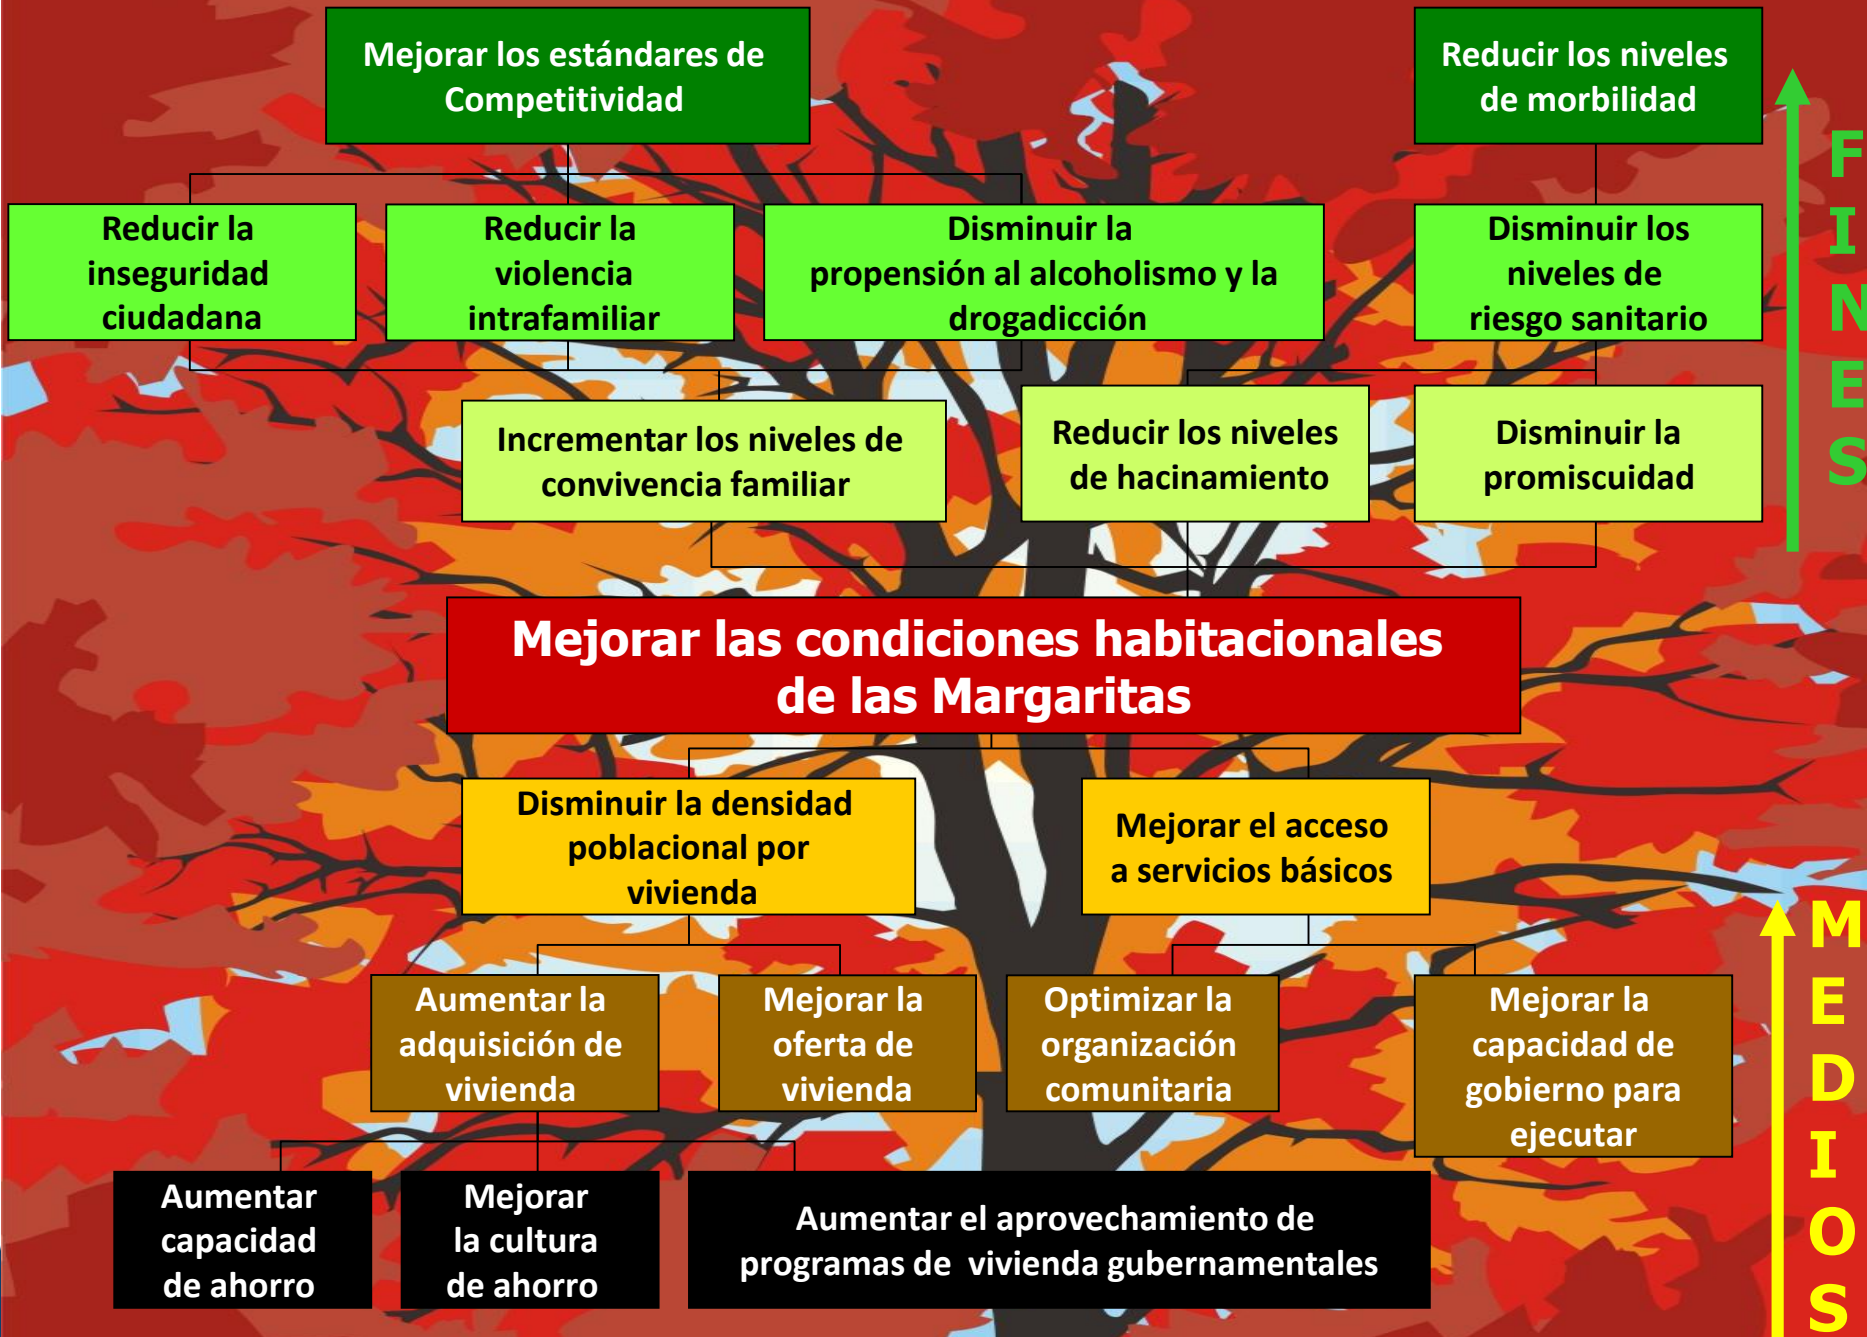 Mejorar los estándares de
Competitividad
Reducir los niveles
de morbilidad
Reducir la
inseguridad
ciudadana
Reducir la
violencia
intrafamiliar
Disminuir la
propensión al alcoholismo y la
drogadicción
Disminuir los
niveles de
riesgo sanitario
FINES
Incrementar los niveles de
convivencia familiar
Reducir los niveles
de hacinamiento
Disminuir la
promiscuidad
Mejorar las condiciones habitacionales
de las Margaritas
Disminuir la densidad
poblacional por
vivienda
Mejorar el acceso
a servicios básicos
MEDIOS
Aumentar la
adquisición de
vivienda
Mejorar la
oferta de
vivienda
Optimizar la
organización
comunitaria
Mejorar la
capacidad de
gobierno para
ejecutar
Aumentar
capacidad
de ahorro
Mejorar
la cultura
de ahorro
Aumentar el aprovechamiento de
programas de  vivienda gubernamentales